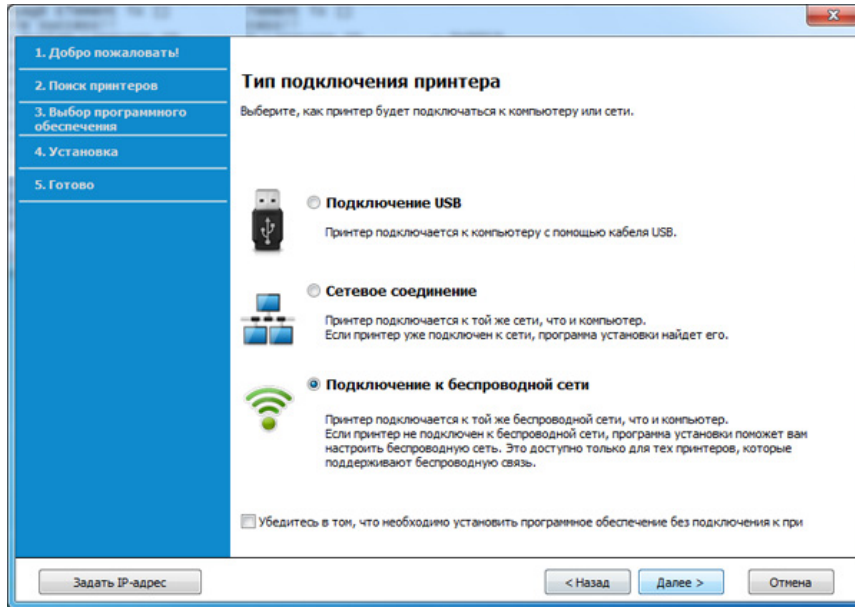 1. Добро пожаловать!
2. Поиск принтеров
3. Выбор программного
обеспечения
4. Установка
5. Готово
Тип подключения принтера
Выберите, как принтер будет подключаться к компьютеру или сети.
Подключение USB
Принтер подключается к компьютеру с помощью кабеля USB.
Сетевое соединение
Принтер подключается к той же сети, что и компьютер.
Если принтер уже подключен к сети, программа установки найдет его.
Подключение к беспроводной сети
Принтер подключается к той же беспроводной сети, что и компьютер.
Если принтер не подключен к беспроводной сети, программа установки поможет вам
настроить беспроводную сеть. Это доступно только для тех принтеров, которые
поддерживают беспроводную связь.
Убедитесь в том, что необходимо установить программное обеспечение без подключения к при
Задать IP-адрес
< Назад
Далее >
Отмена